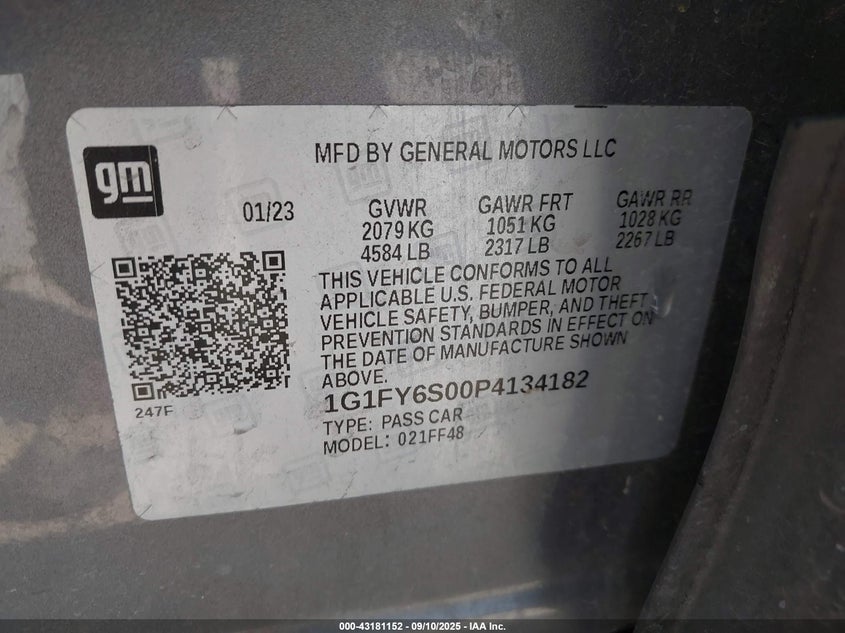 MFD BY GENERAL MOTORS LLC
gm
01/23
GVWR GAWR FRT GAWR RR
2079 KG 1051 KG 1028 KG
4584 LB 2317 LB 2267 LB
THIS VEHICLE CONFORMS TO ALL
APPLICABLE U.S. FEDERAL MOTOR
VEHICLE SAFETY, BUMPER, AND THEFT
PREVENTION STANDARDS IN EFFECT ON
THE DATE OF MANUFACTURE SHOWN
ABOVE.
247F
1G1FY6S00P4134182
TYPE: PASS CAR
MODEL: 021FF48
000-43181152 - 09/10/2025 - IAA Inc.